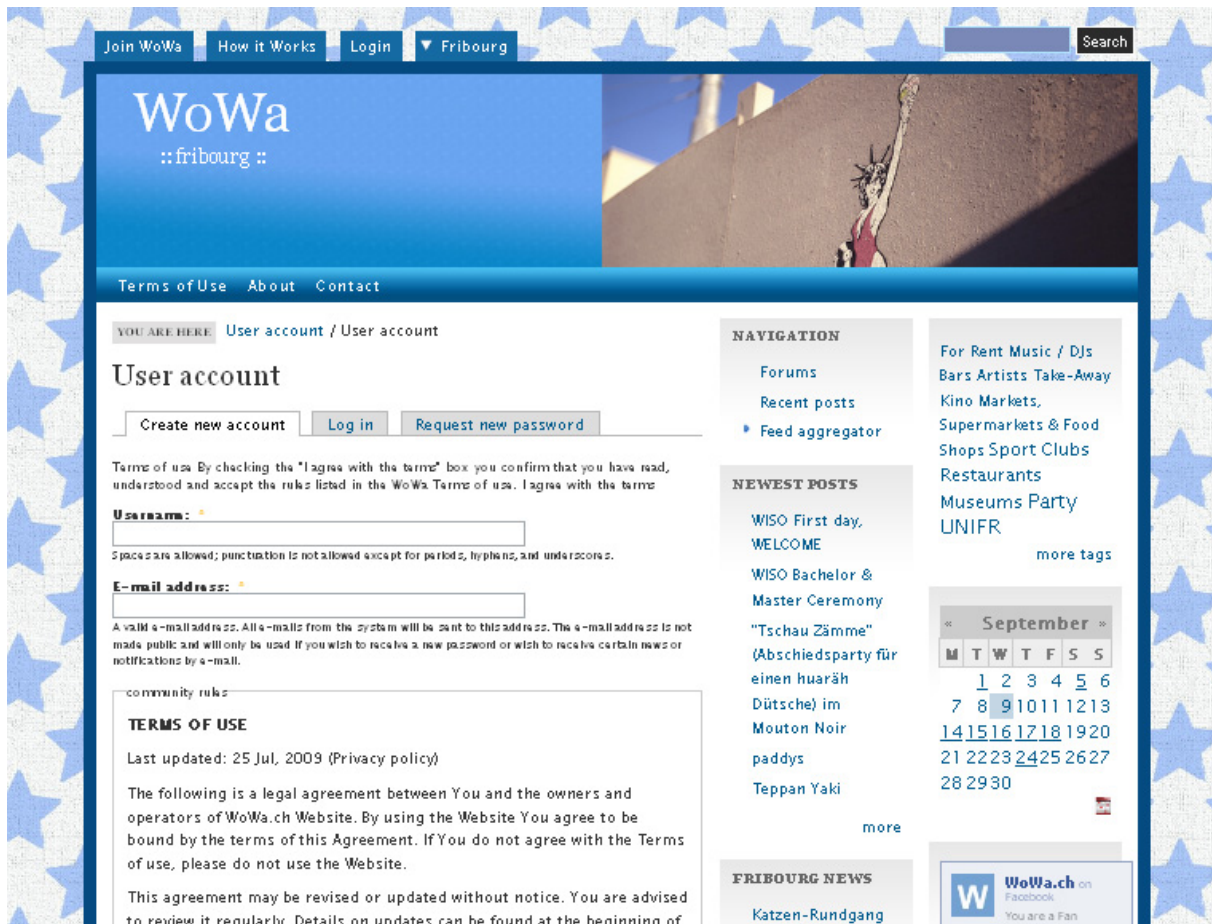 Join WoWa
How it Works
Login
▼ Fribourg
Search
WoWa
:: fribourg ::
Terms of Use About Contact
YOU ARE HERE User account / User account
User account
Create new account
Log in
Request new password
Terms of use By checking the "I agree with the terms" box you confirm that you have read,
understood and accept the rules listed in the WoWa Terms of use. I agree with the terms
Username: *
Spaces are allowed; punctuation is not allowed except for periods, hyphens, and underscores.
E-mail address: *
A valid e-mail address. All e-mails from the system will be sent to this address. The e-mail address is not
made public and will only be used if you wish to receive a new password or wish to receive certain news or
notifications by e-mail.
community rules
TERMS OF USE
Last updated: 25 Jul, 2009 (Privacy policy)
The following is a legal agreement between You and the owners and
operators of WoWa.ch Website. By using the Website You agree to be
bound by the terms of this Agreement. If You do not agree with the Terms
of use, please do not use the Website.
This agreement may be revised or updated without notice. You are advised
to review it regularly. Details on updates can be found at the beginning of
NAVIGATION
Forums
Recent posts
Feed aggregator
NEWEST POSTS
WISO First day,
WELCOME
WISO Bachelor &
Master Ceremony
"Tschau Zämme"
(Abschiedsparty für
einen huaräh
Dütsche) im
Mouton Noir
paddys
Teppan Yaki
more
FRIBOURG NEWS
Katzen-Rundgang
For Rent Music / DJs
Bars Artists Take-Away
Kino Markets,
Supermarkets & Food
Shops Sport Clubs
Restaurants
Museums Party
UNIFR
more tags
« September »
M T W T F S S
1 2 3 4 5 6
7 8 9 10 11 12 13
14 15 16 17 18 19 20
21 22 23 24 25 26 27
28 29 30
W
WoWa.ch on
Facebook
You are a Fan